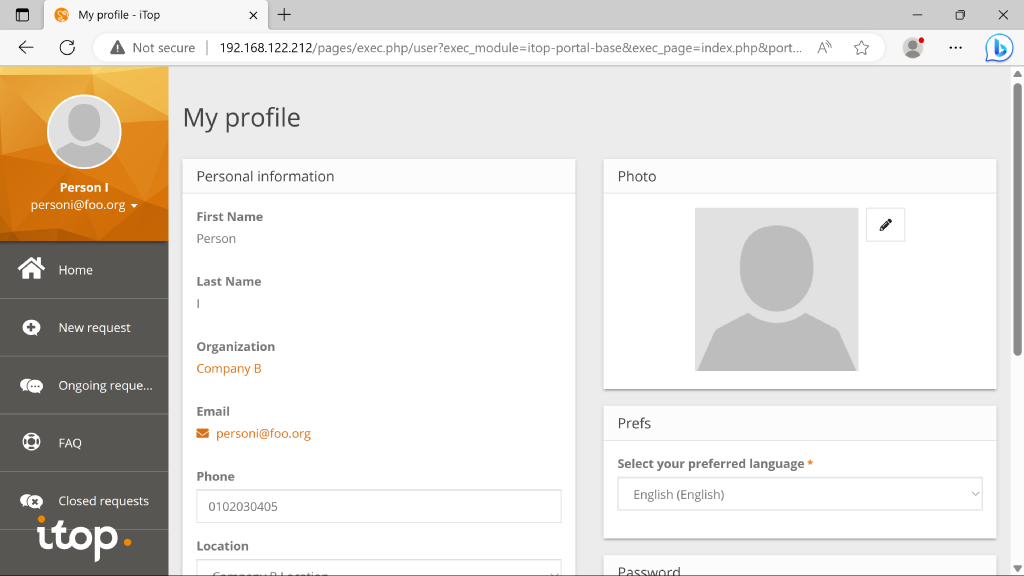 My profile - iTop
Not secure
192.168.122.212/pages/exec.php/user?exec_module=itop-portal-base&exec_page=index.php&port...
Person I
personi@foo.org
Home
New request
Ongoing reque...
FAQ
Closed requests
itop
My profile
Personal information
First Name
Person
Last Name
I
Organization
Company B
Email
personi@foo.org
Phone
0102030405
Location
Company B Location
Photo
Prefs
Select your preferred language *
English (English)
Password